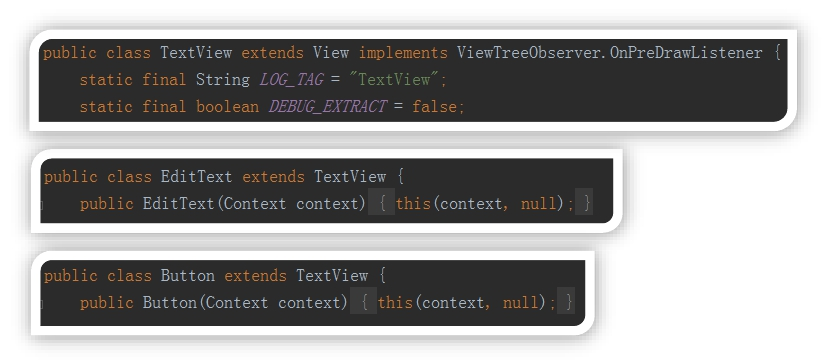 public class TextView extends View implements ViewTreeObserver.OnPreDrawListener {
static final String LOG_TAG = "TextView";
static final boolean DEBUG_EXTRACT = false;
public class EditText extends TextView {
public EditText(Context context) { this(context, null); }
public class Button extends TextView {
public Button(Context context) { this(context, null); }